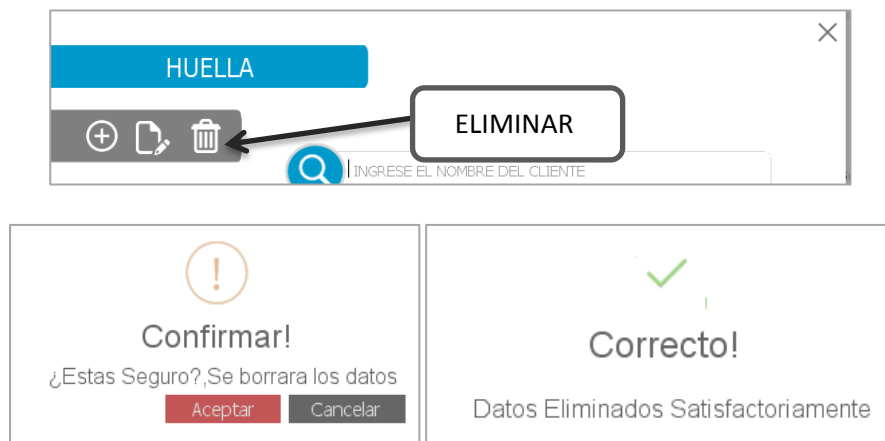 HUELLA
ELIMINAR
INGRESE EL NOMBRE DEL CLIENTE
Confirmar!
¿Estas Seguro?,Se borrara los datos
Aceptar Cancelar
Correcto!
Datos Eliminados Satisfactoriamente